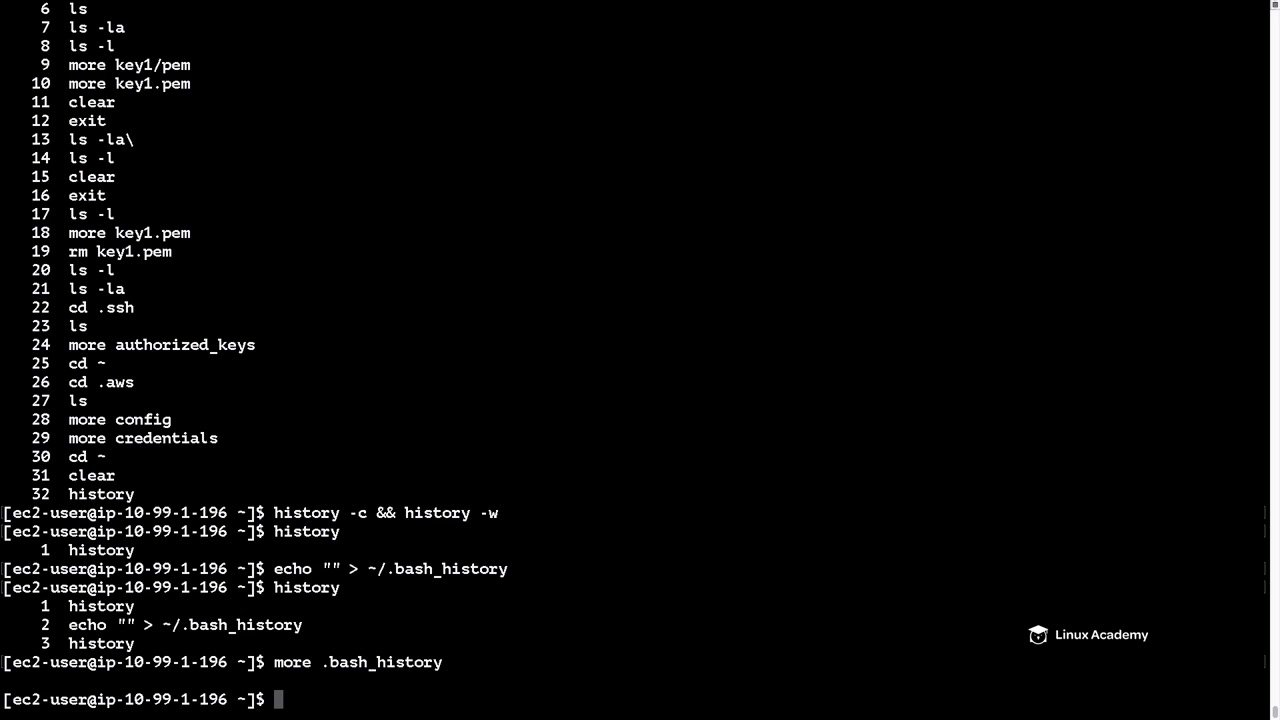 6  ls
7  ls -la
8  ls -l
9  more key1/pem
10  more key1.pem
11  clear
12  exit
13  ls -la\
14  ls -l
15  clear
16  exit
17  ls -l
18  more key1.pem
19  rm key1.pem
20  ls -l
21  ls -la
22  cd .ssh
23  ls
24  more authorized_keys
25  cd ~
26  cd .aws
27  ls
28  more config
29  more credentials
30  cd ~
31  clear
32  history
[ec2-user@ip-10-99-1-196 ~]$ history -c && history -w
[ec2-user@ip-10-99-1-196 ~]$ history
1  history
[ec2-user@ip-10-99-1-196 ~]$ echo "" > ~/.bash_history
[ec2-user@ip-10-99-1-196 ~]$ history
1  history
2  echo "" > ~/.bash_history
3  history
[ec2-user@ip-10-99-1-196 ~]$ more .bash_history
[ec2-user@ip-10-99-1-196 ~]$
Linux Academy